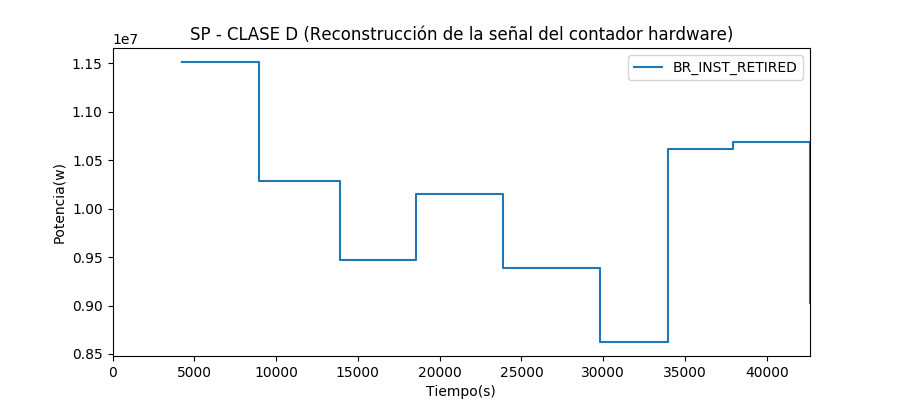 SP - CLASE D (Reconstrucción de la señal del contador hardware)
1e7
BR_INST_RETIRED
1.15
1.10
1.05
1.00
0.95
0.90
0.85
Potencia(w)
0 5000 10000 15000 20000 25000 30000 35000 40000
Tiempo(s)